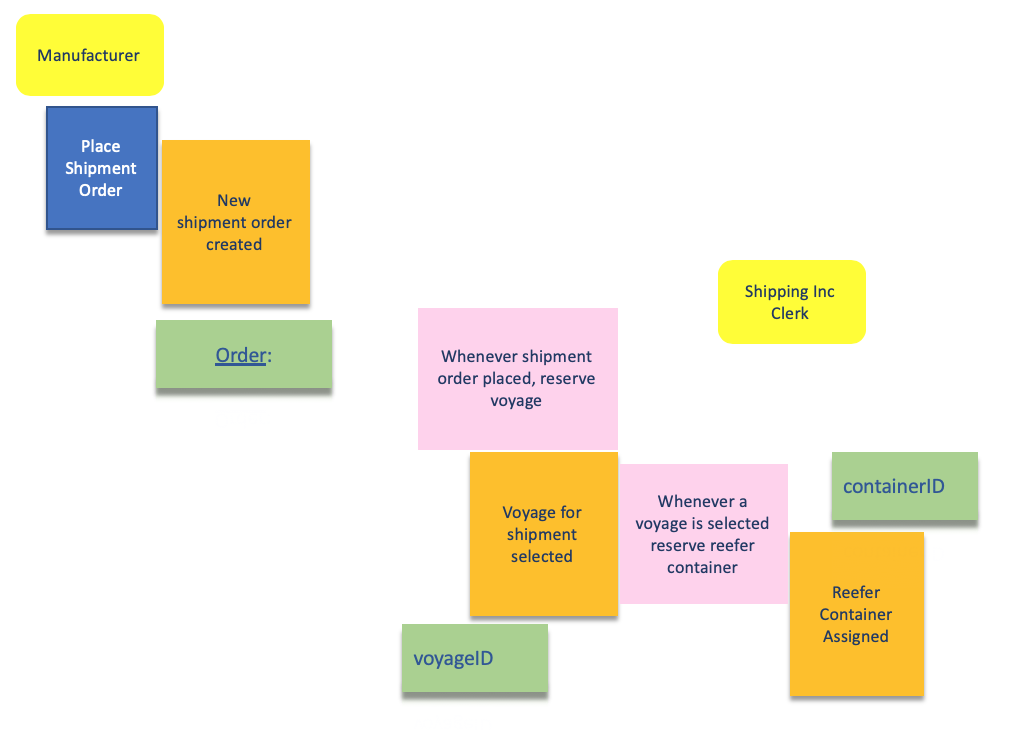 Manufacturer
Place
Shipment
Order
New
shipment order
created
Order:
Shipping Inc
Clerk
Whenever shipment
order placed, reserve
voyage
Voyage for
shipment
selected
Whenever a
voyage is selected
reserve reefer
container
containerID
Reefer
Container
Assigned
voyageID